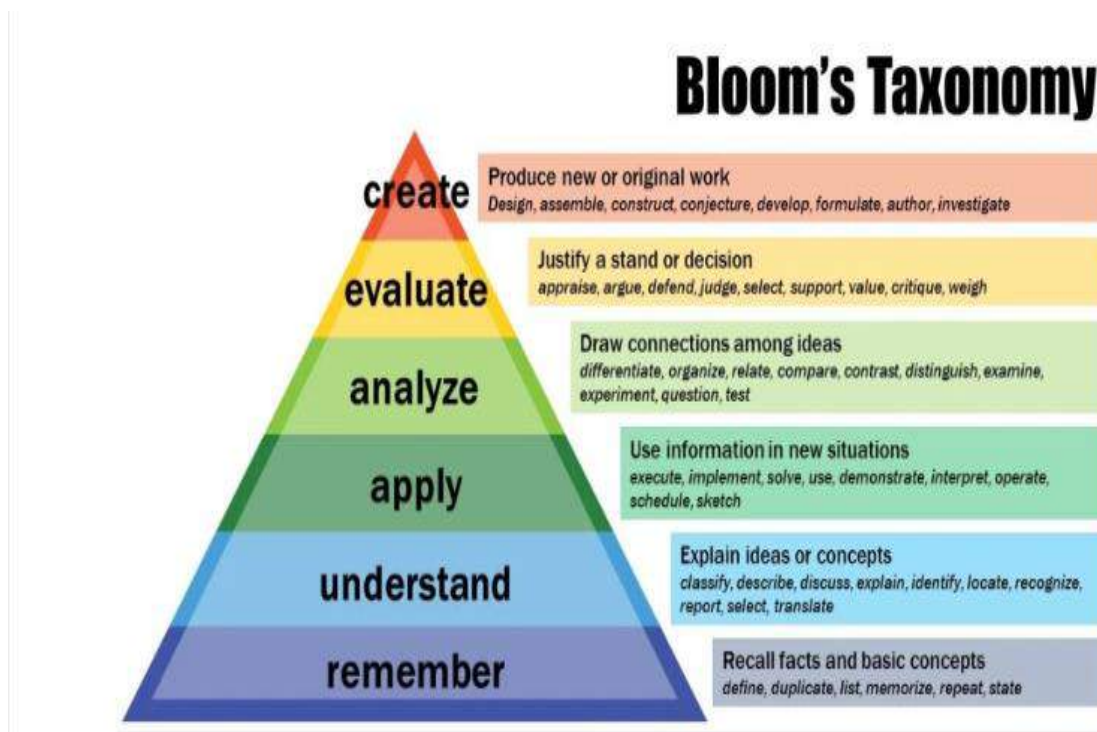 Bloom's Taxonomy
create
Produce new or original work
Design, assemble, construct, conjecture, develop, formulate, author, investigate
evaluate
Justify a stand or decision
appraise, argue, defend, judge, select, support, value, critique, weigh
analyze
Draw connections among ideas
differentiate, organize, relate, compare, contrast, distinguish, examine,
experiment, question, test
apply
Use information in new situations
execute, implement, solve, use, demonstrate, interpret, operate,
schedule, sketch
understand
Explain ideas or concepts
classify, describe, discuss, explain, identify, locate, recognize,
report, select, translate
remember
Recall facts and basic concepts
define, duplicate, list, memorize, repeat, state